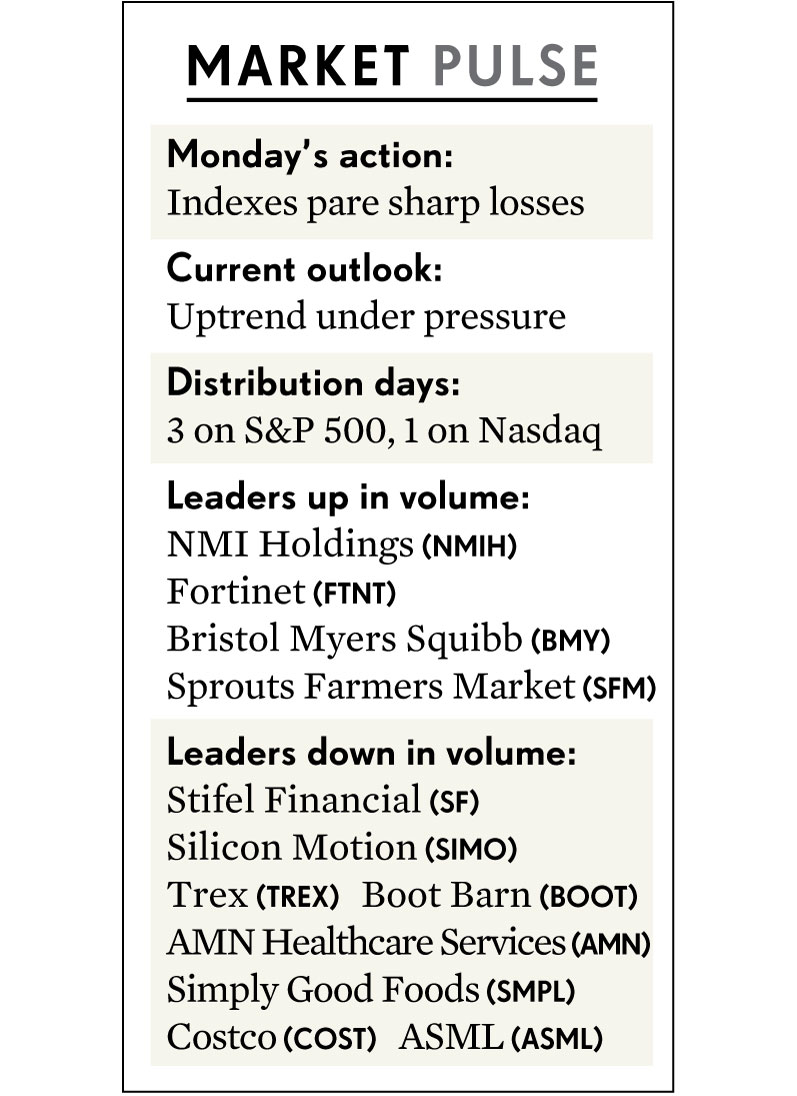 MARKET PULSE
Monday's action:
Indexes pare sharp losses
Current outlook:
Uptrend under pressure
Distribution days:
3 on S&P 500, 1 on Nasdaq
Leaders up in volume:
NMI Holdings (NMIH)
Fortinet (FTNT)
Bristol Myers Squibb (BMY)
Sprouts Farmers Market (SFM)
Leaders down in volume:
Stifel Financial (SF)
Silicon Motion (SIMO)
Trex (TREX) Boot Barn (BOOT)
AMN Healthcare Services (AMN)
Simply Good Foods (SMPL)
Costco (COST) ASML (ASML)